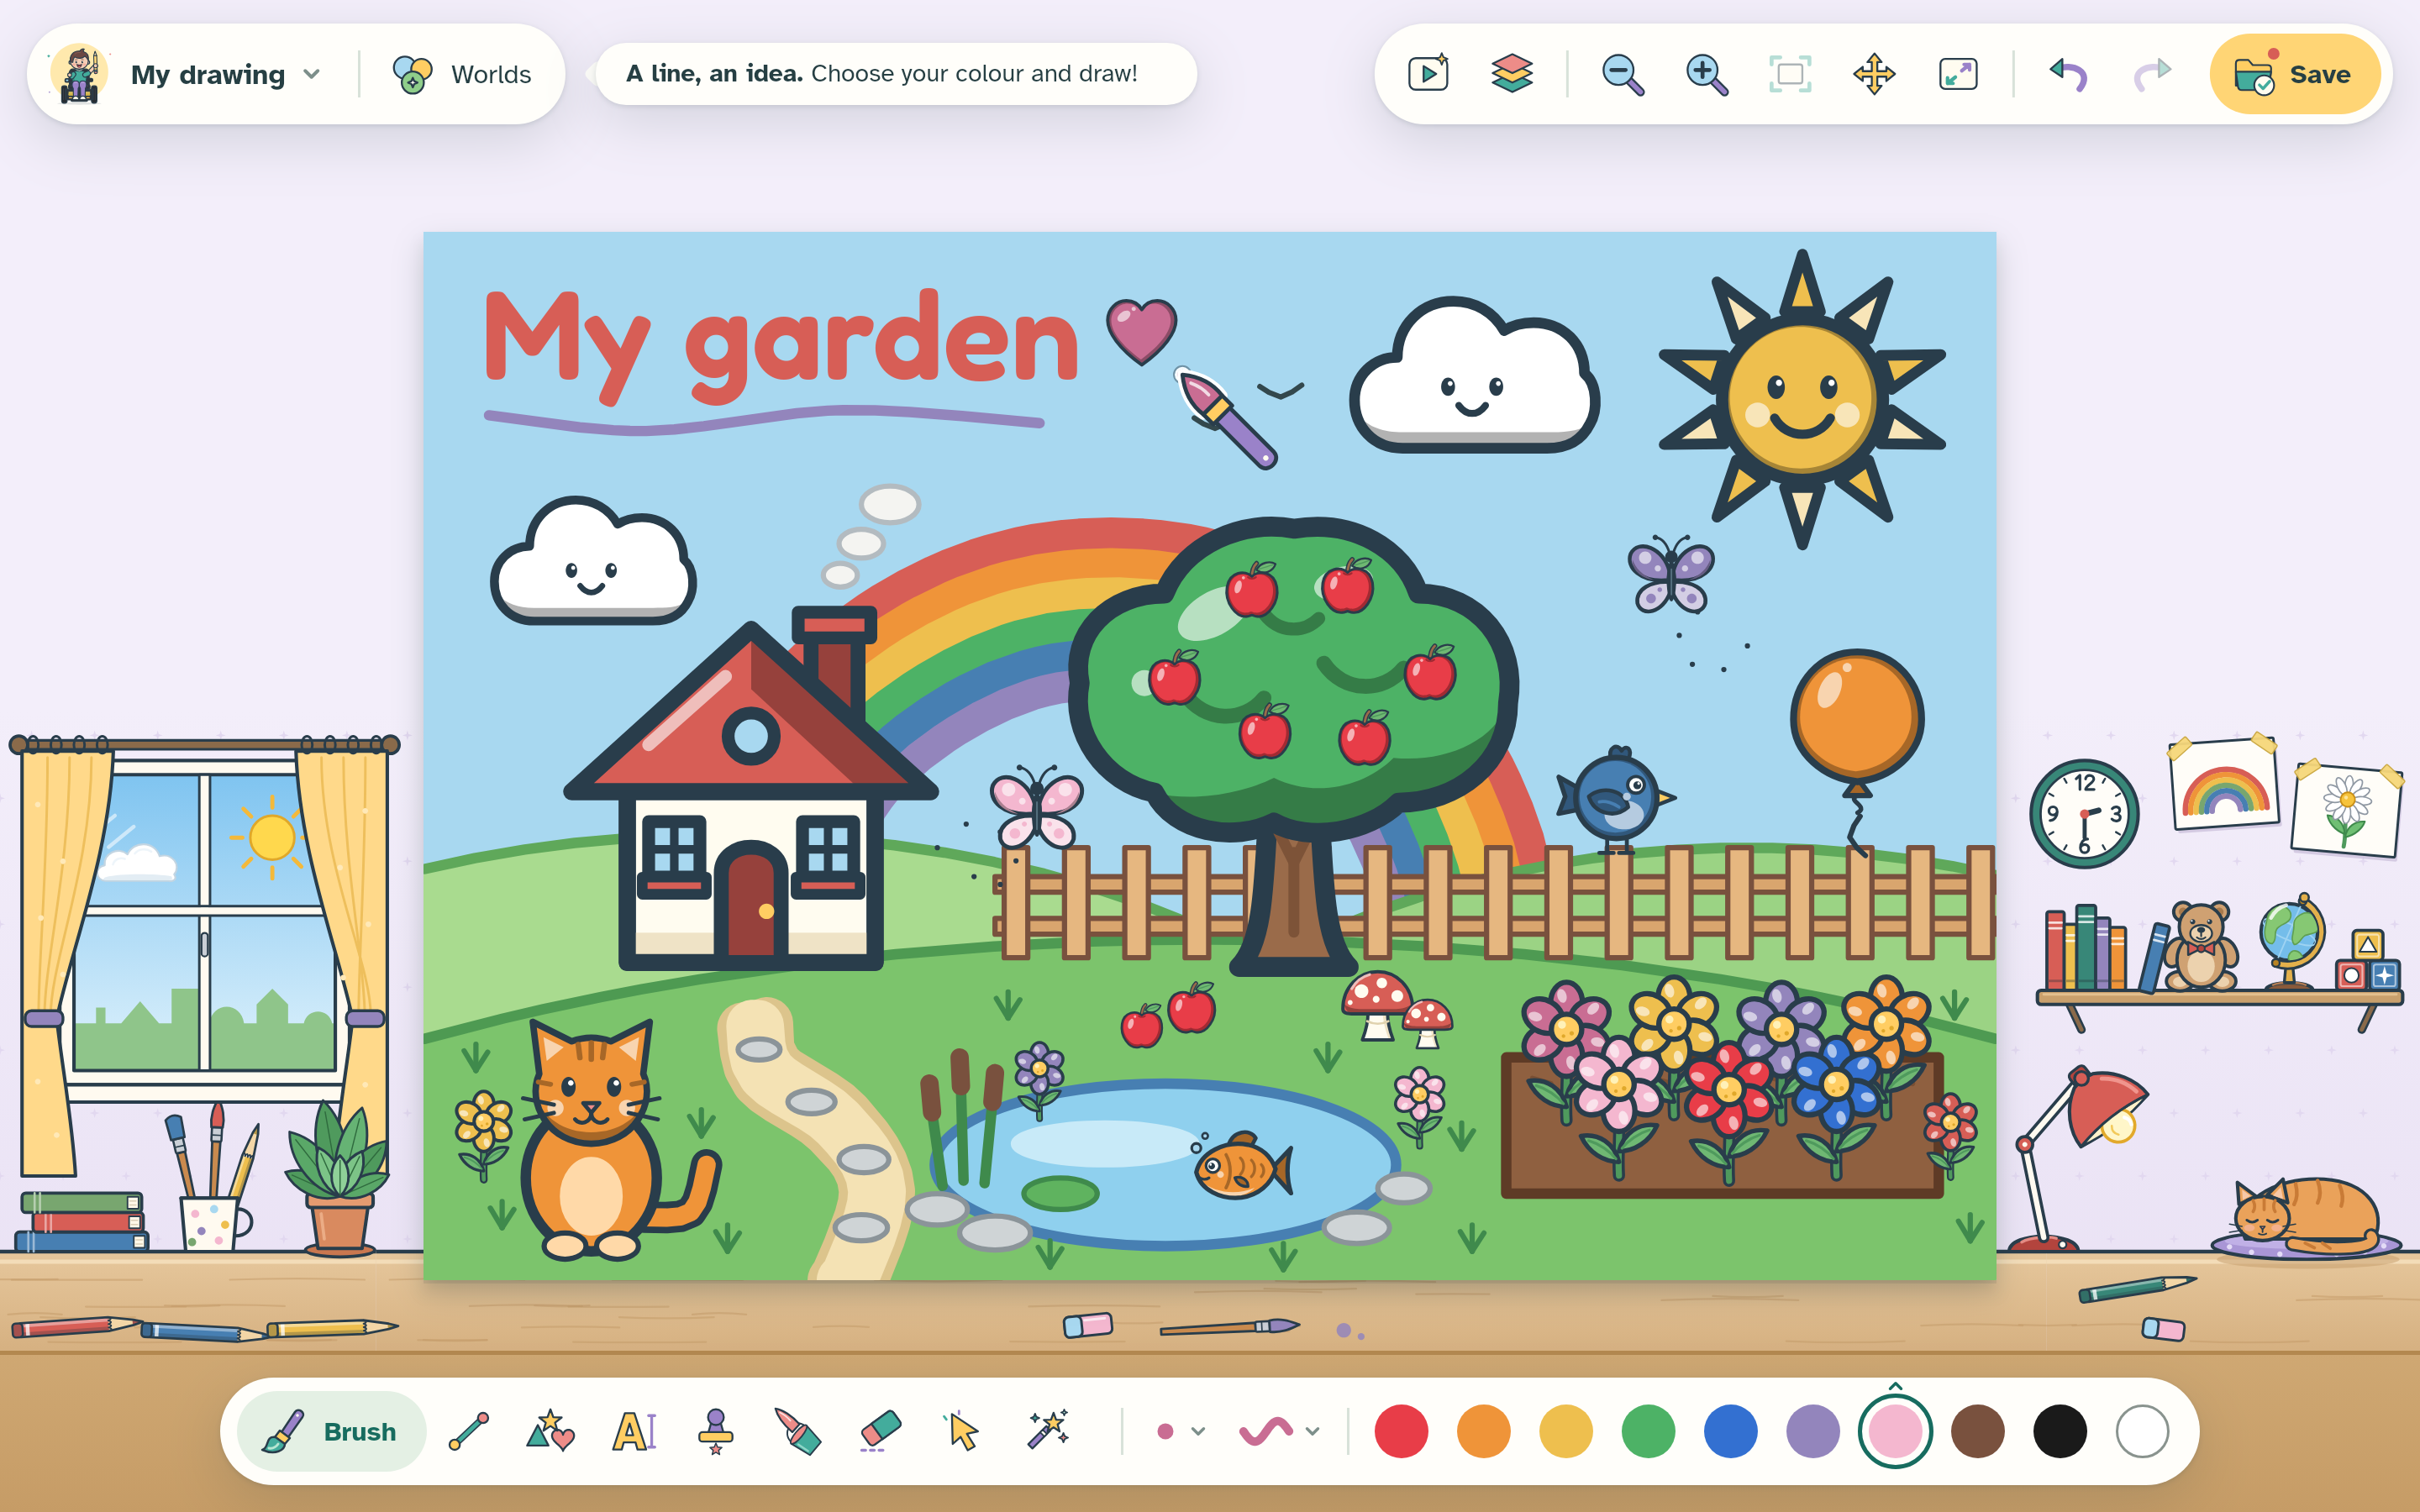 My drawing
Worlds
A line, an idea. Choose your colour and draw!
Save
My garden
12
9 3
6
Brush
A